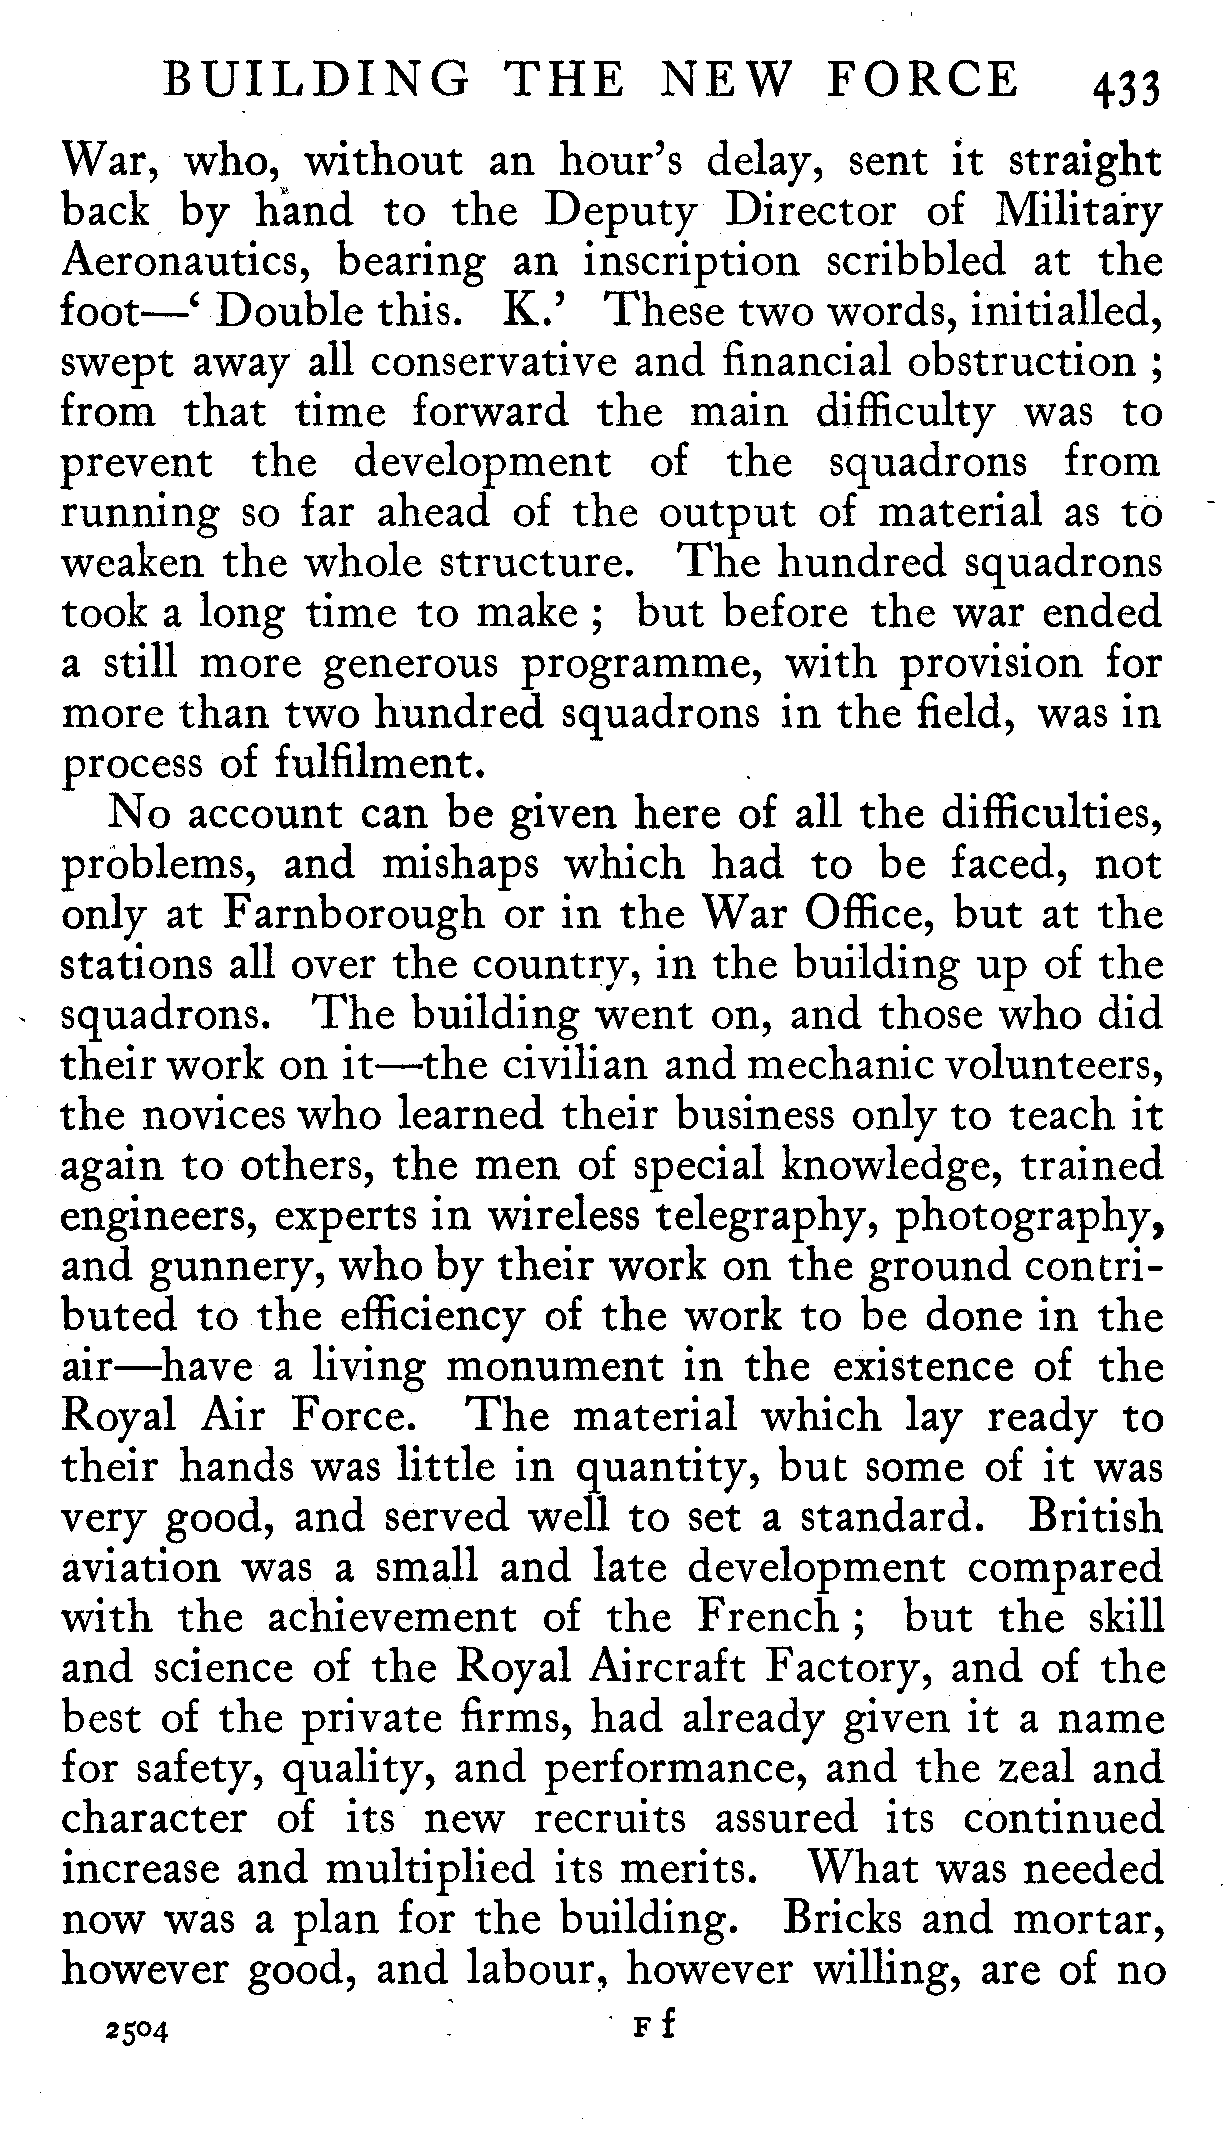 BUILDING THE NEW FORCE 433
War, who, without an hour's delay, sent it straight
back by hand to the Deputy Director of Military
Aeronautics, bearing an inscription scribbled at the
foot—‘ Double this. K.’ These two words, initialled,
swept away all conservative and financial obstruction ;
from that time forward the main difficulty was to
prevent the development of the squadrons from
running so far ahead of the output of material as to
weaken the whole structure. The hundred squadrons
took a long time to make ; but before the war ended
a still more generous programme, with provision for
more than two hundred squadrons in the field, was in
process of fulfilment.
No account can be given here of all the difficulties,
problems, and mishaps which had to be faced, not
only at Farnborough or in the War Office, but at the
stations all over the country, in the building up of the
squadrons. The building went on, and those who did
their work on it—the civilian and mechanic volunteers,
the novices who learned their business only to teach it
again to others, the men of special knowledge, trained
engineers, experts in wireless telegraphy, photography,
and gunnery, who by their work on the ground contri-
buted to the efficiency of the work to be done in the
air—have a living monument in the existence of the
Royal Air Force. The material which lay ready to
their hands was little in quantity, but some of it was
very good, and served well to set a standard. British
aviation was a small and late development compared
with the achievement of the French ; but the skill
and science of the Royal Aircraft Factory, and of the
best of the private firms, had already given it a name
for safety, quality, and performance, and the zeal and
character of its new recruits assured its continued
increase and multiplied its merits. What was needed
now was a plan for the building. Bricks and mortar,
however good, and labour, however willing, are of no
2504 F f